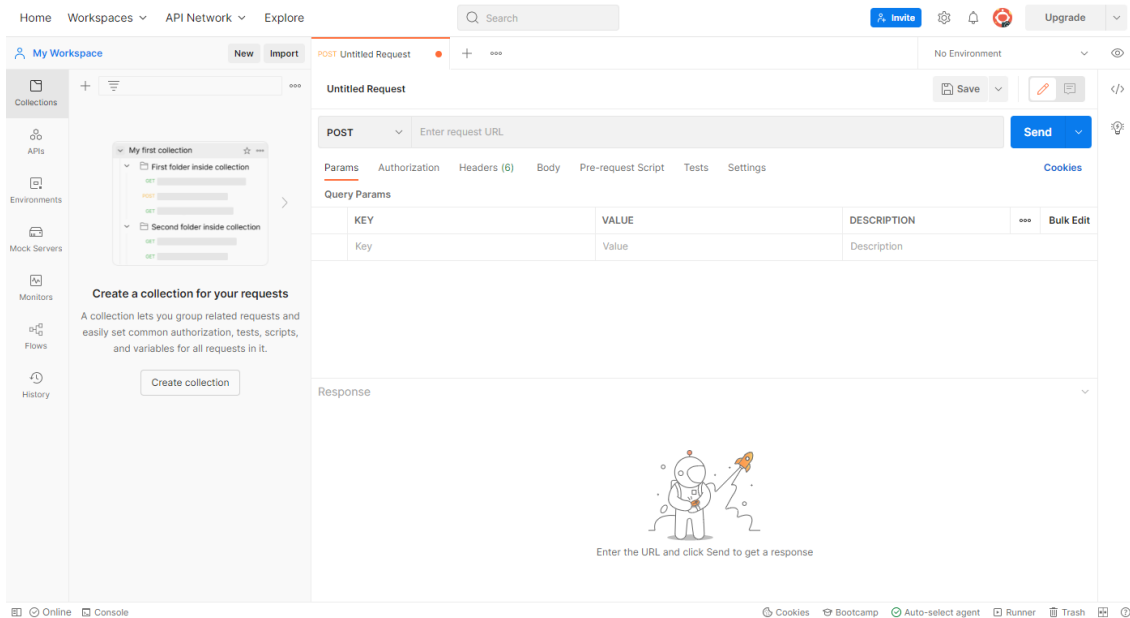 Home Workspaces API Network Explore Search Invite Upgrade
My Workspace New Import POST Untitled Request No Environment
Collections
APIs
Environments
Mock Servers
Monitors
Flows
History
My first collection
First folder inside collection
GET
POST
GET
Second folder inside collection
GET
GET
Create a collection for your requests
A collection lets you group related requests and
easily set common authorization, tests, scripts,
and variables for all requests in it.
Create collection
Untitled Request Save
POST Enter request URL Send
Params Authorization Headers (6) Body Pre-request Script Tests Settings Cookies
Query Params
KEY VALUE DESCRIPTION Bulk Edit
Key Value Description
Response
Enter the URL and click Send to get a response
Online Console Cookies Bootcamp Auto-select agent Runner Trash